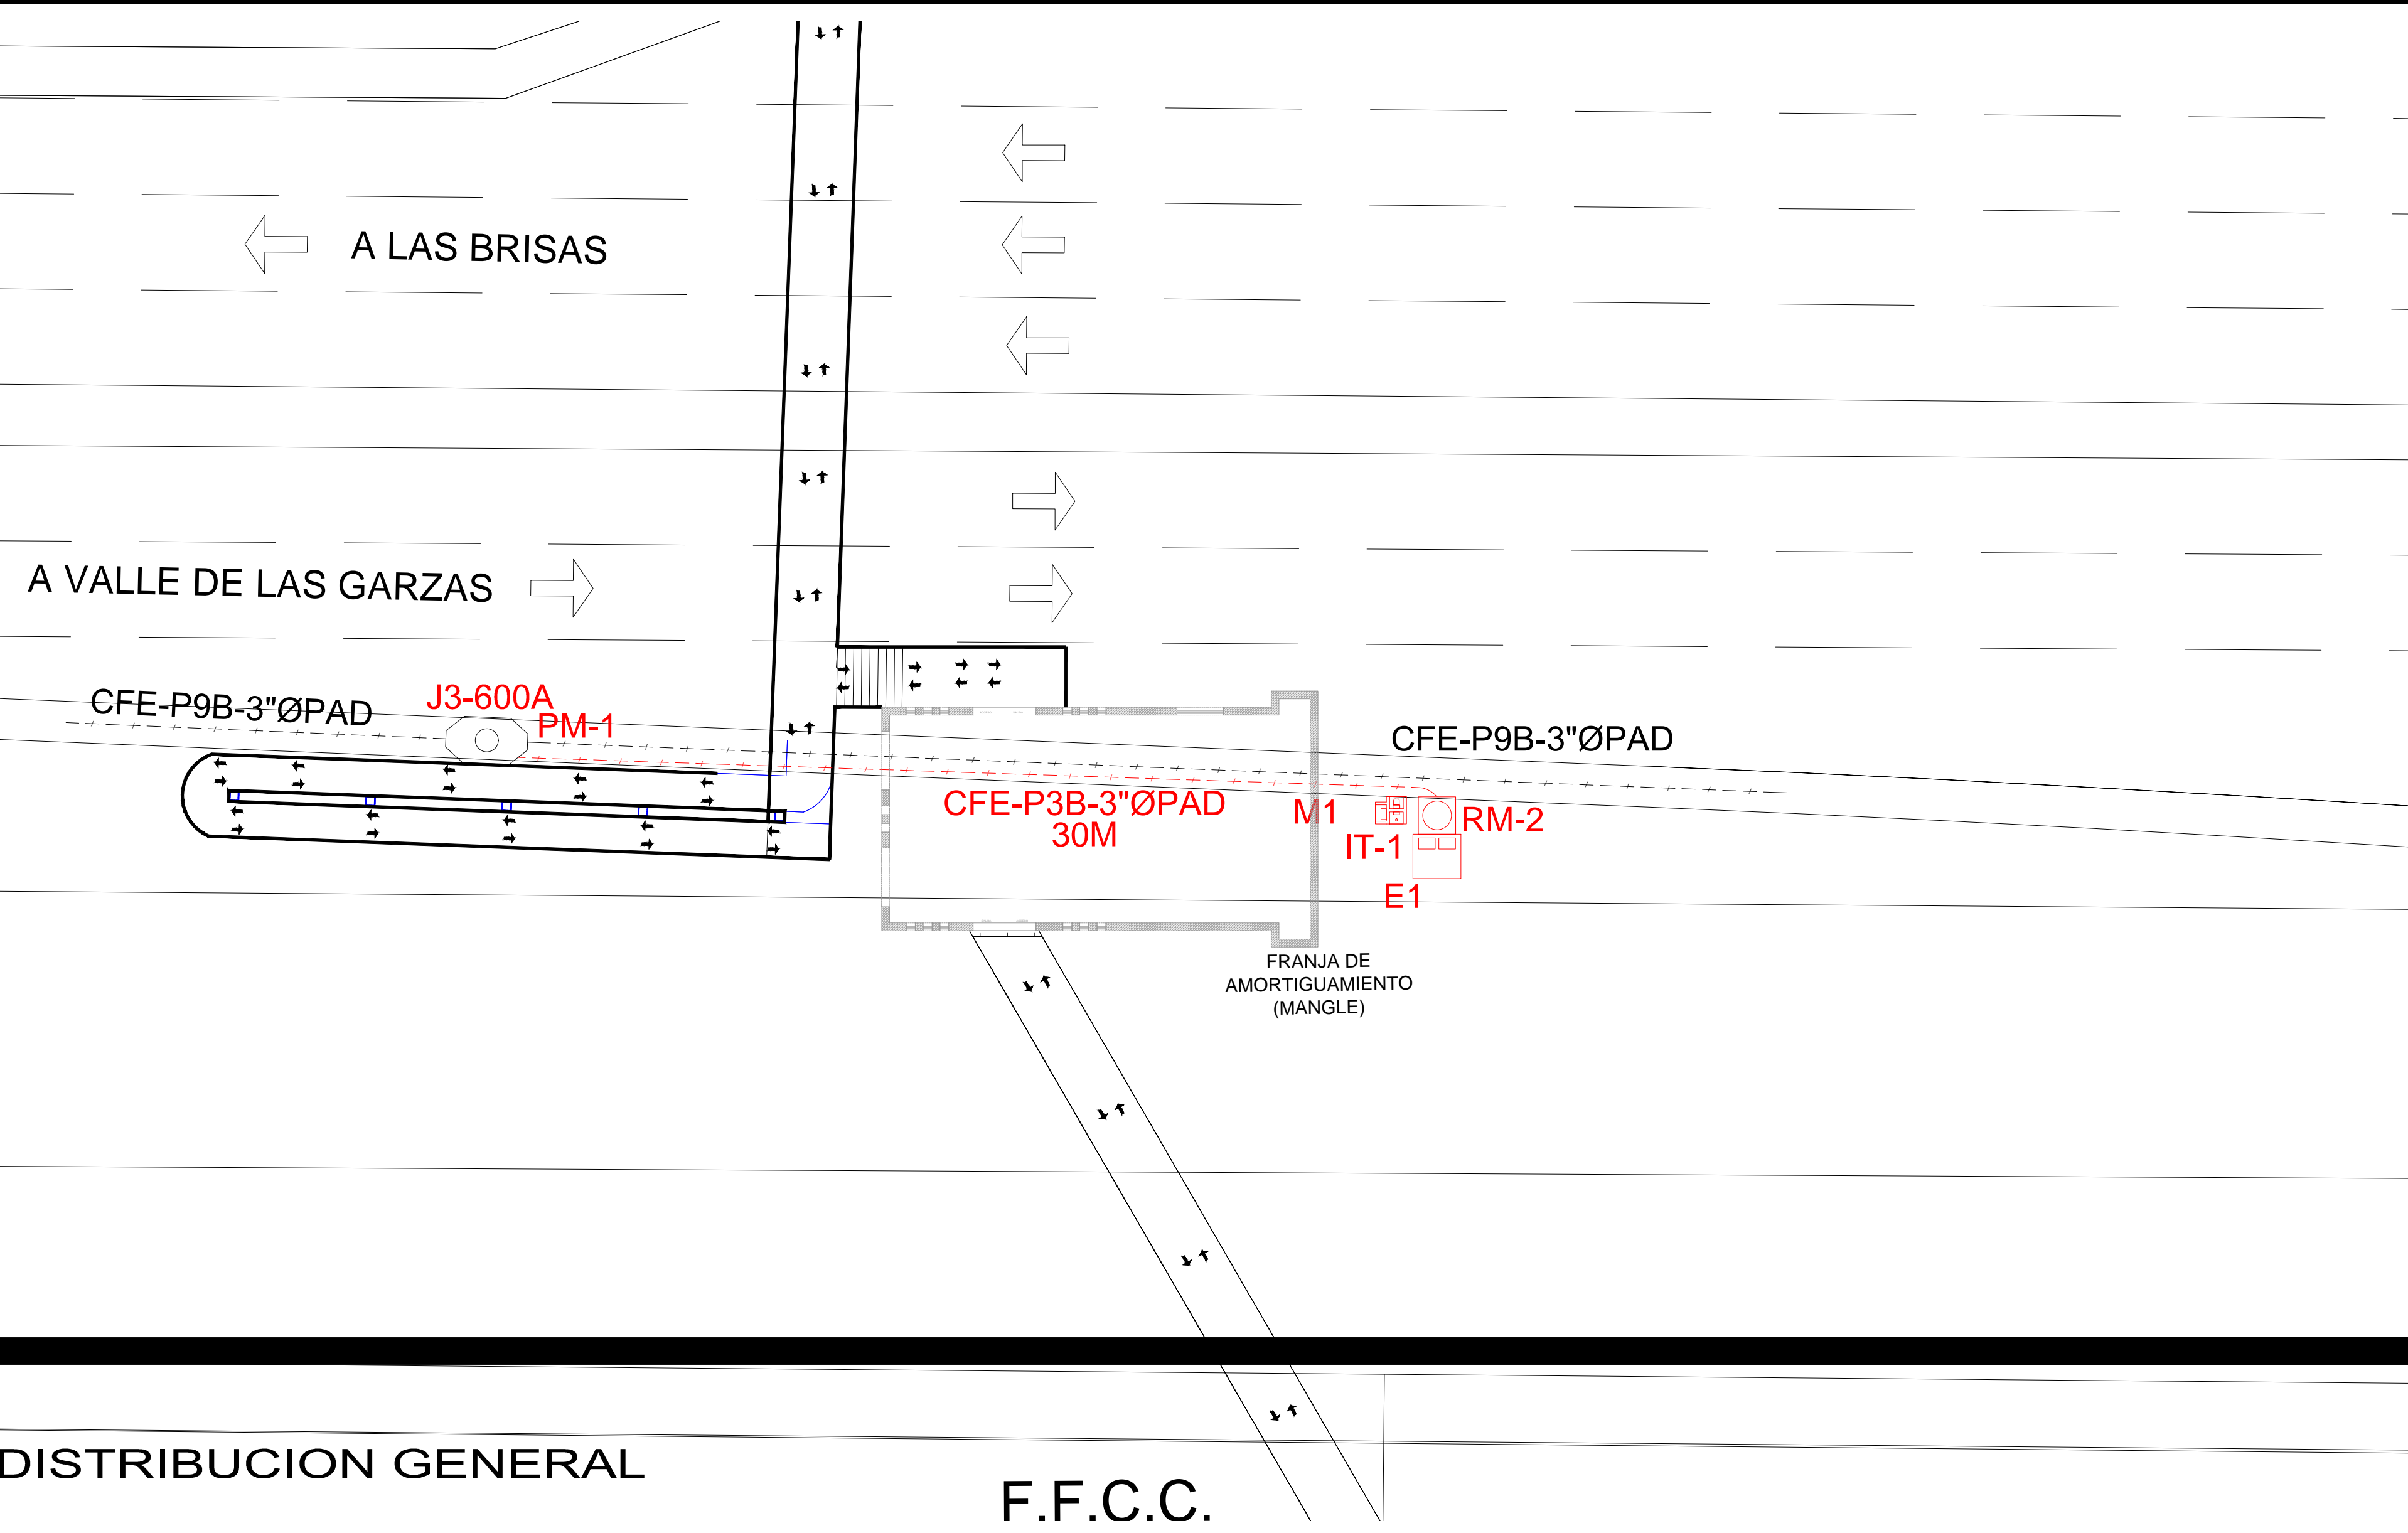 A LAS BRISAS
A VALLE DE LAS GARZAS
CFE-P9B-3"ØPAD
J3-600A
PM-1
CFE-P9B-3"ØPAD
CFE-P3B-3"ØPAD
30M
M1
RM-2
IT-1
E1
FRANJA DE
AMORTIGUAMIENTO
(MANGLE)
DISTRIBUCION GENERAL
F.F.C.C.